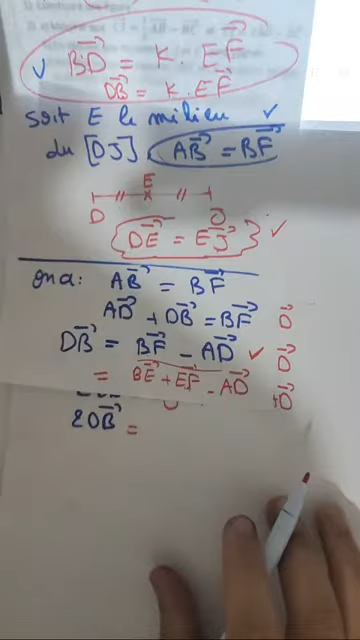 BD = K. EF
DB = K. EF
soit E le milieu
du [DJ]. AB = BF
E
D
J
DE = EJ
on a: AB = BF
AD + DB = BF
DB = BF - AD
= BE + EF - AD
2DB =